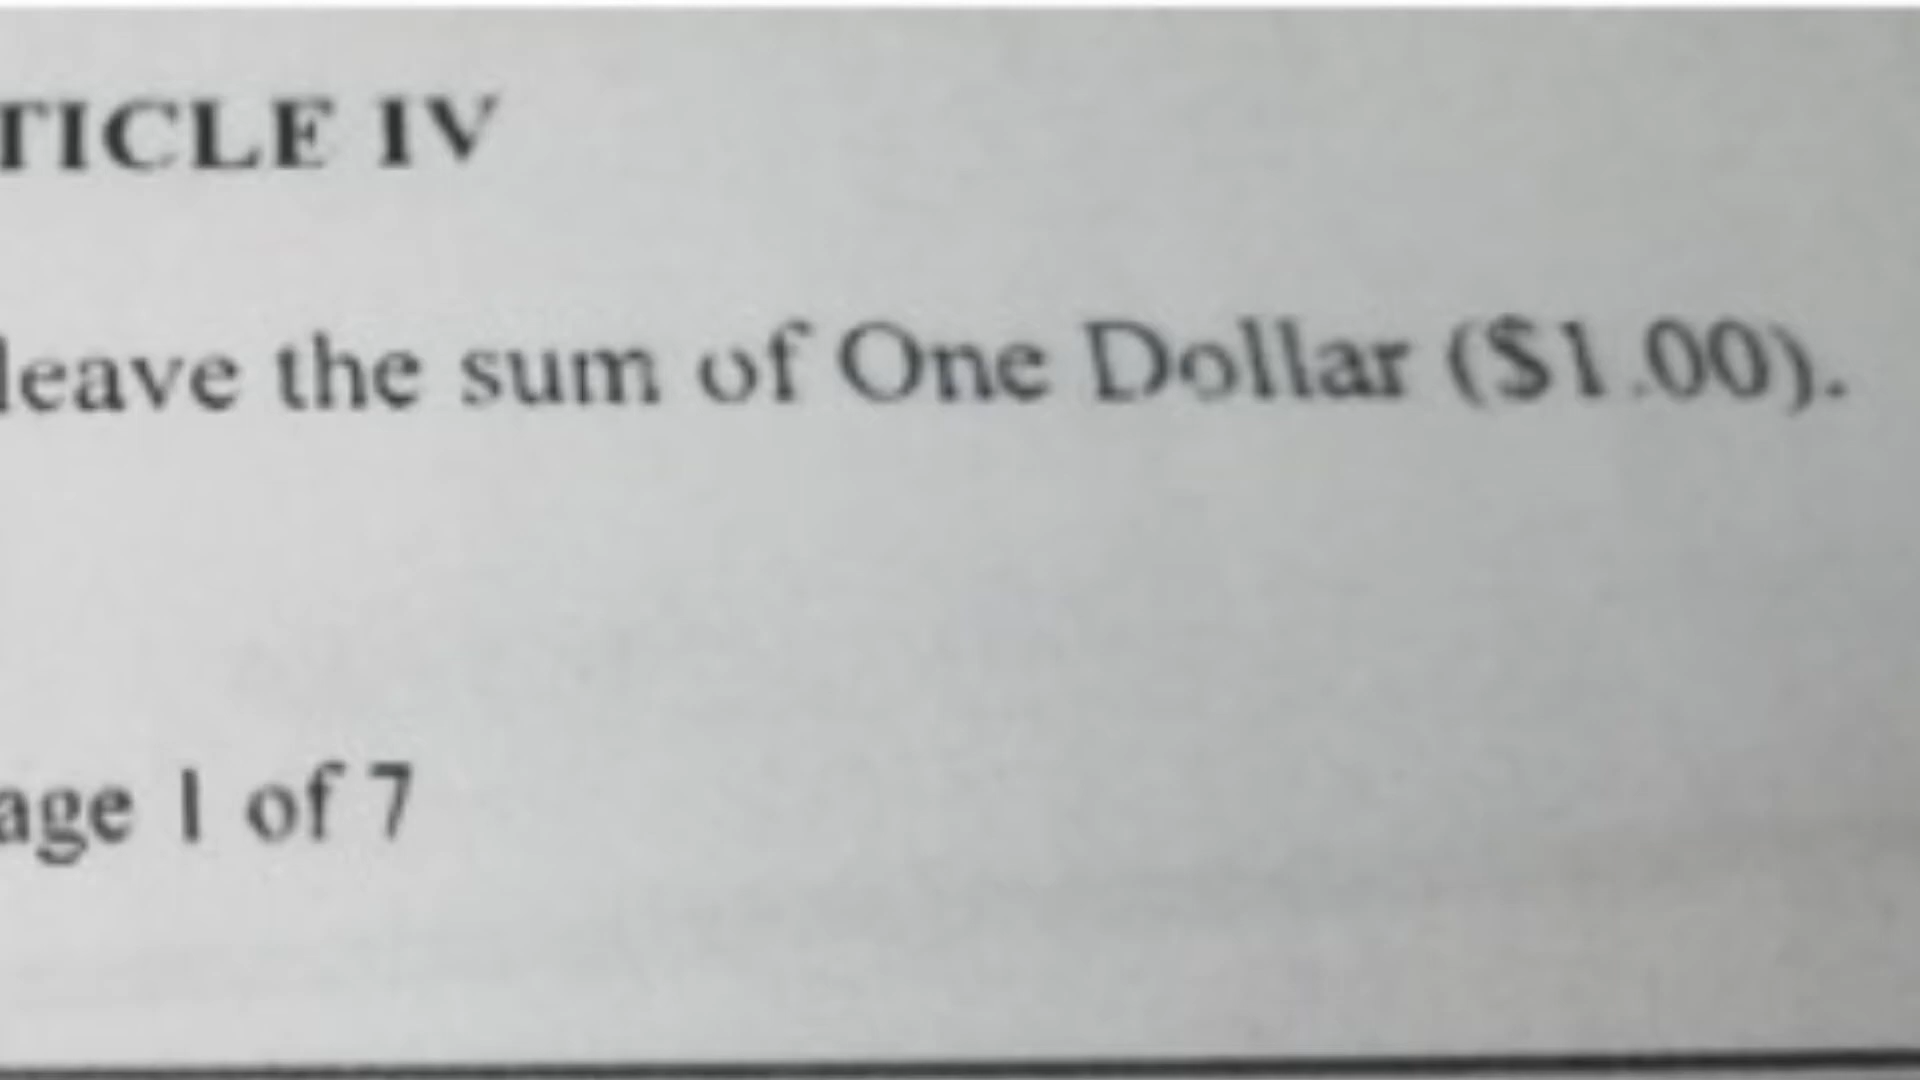 TICLE IV
leave the sum of One Dollar ($1.00).
age 1 of 7